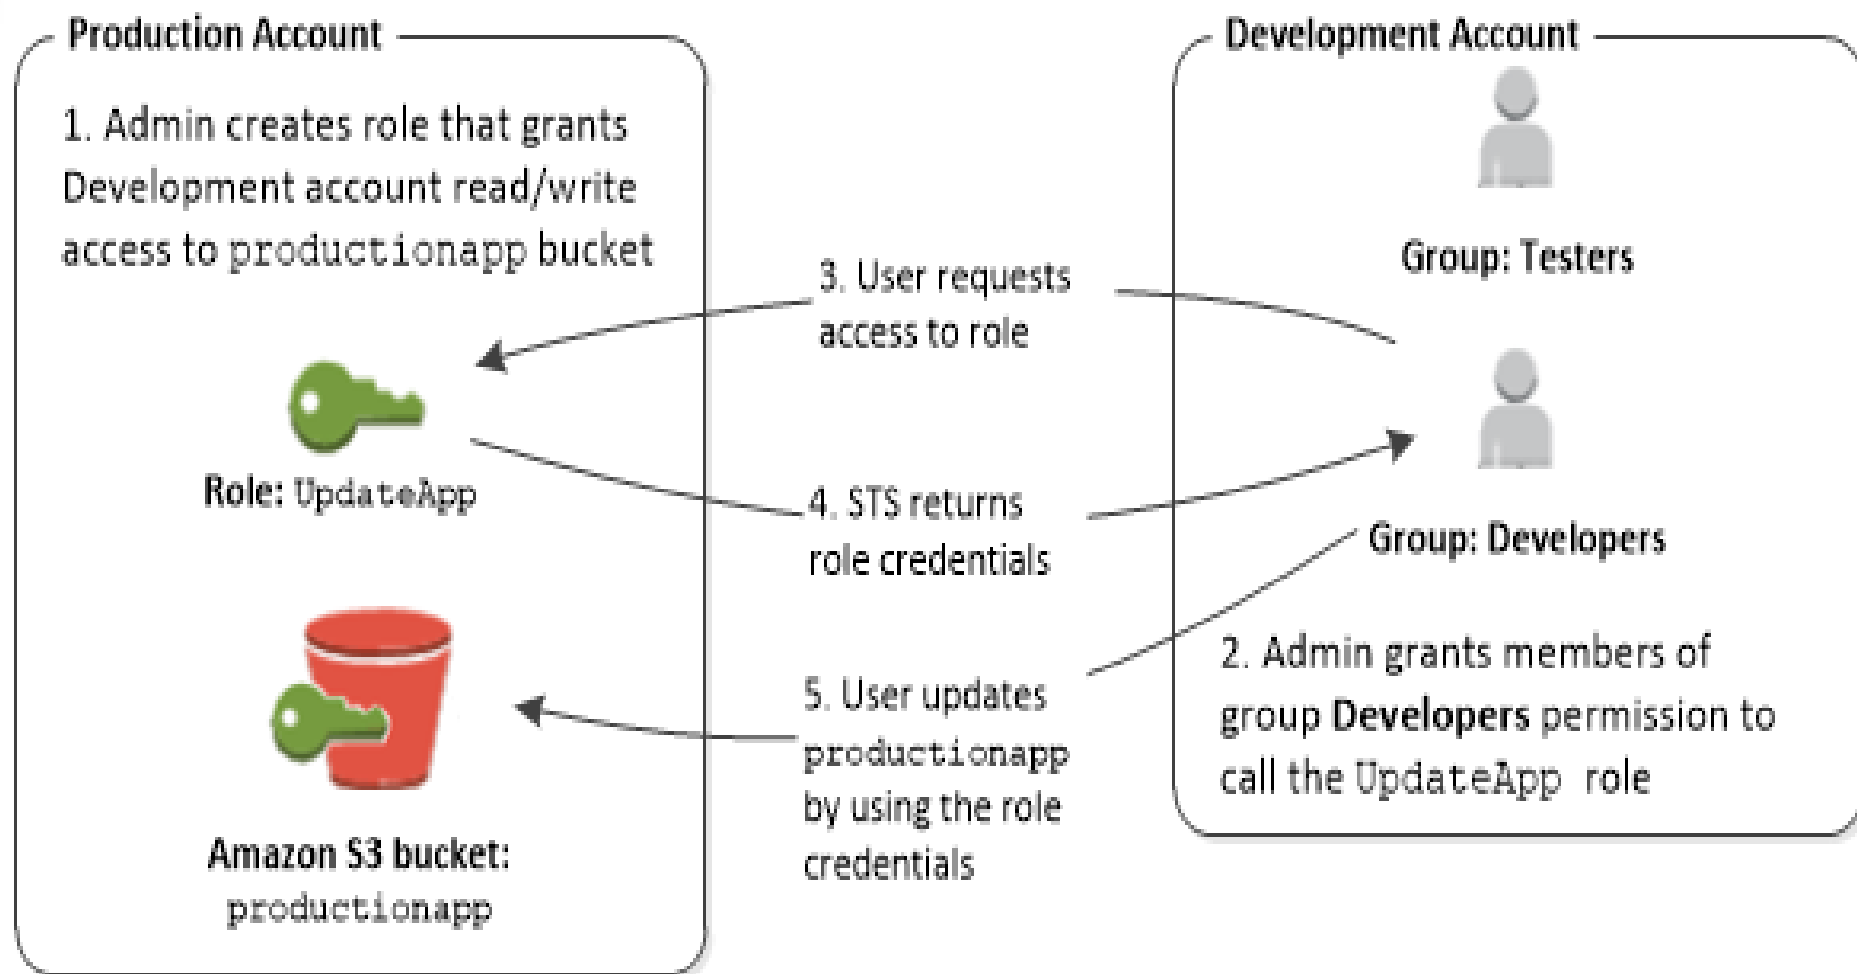 Production Account
1. Admin creates role that grants
Development account read/write
access to productionapp bucket
Role: UpdateApp
Amazon S3 bucket:
productionapp
3. User requests
access to role
4. STS returns
role credentials
5. User updates
productionapp
by using the role
credentials
Development Account
Group: Testers
Group: Developers
2. Admin grants members of
group Developers permission to
call the UpdateApp role